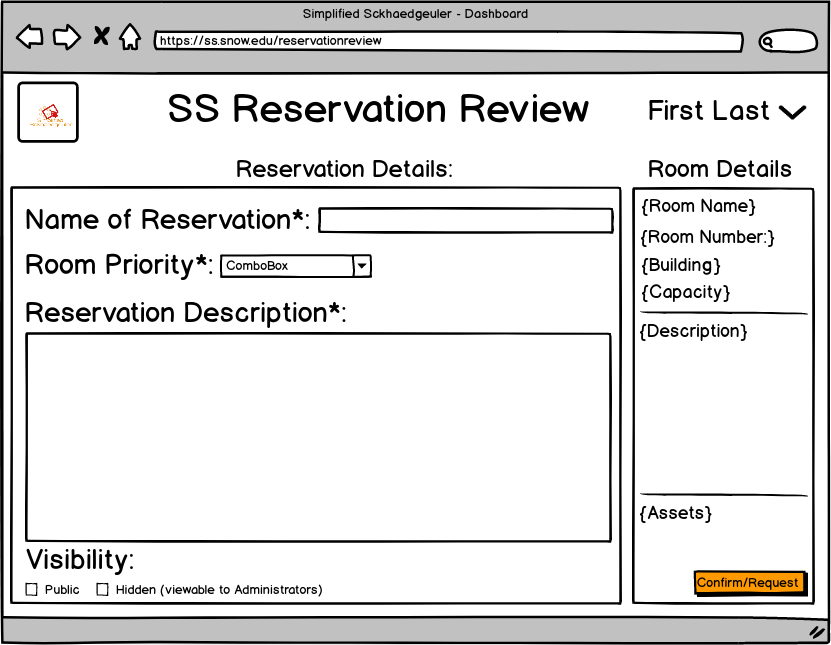 Simplified Sckhaedgeuler - Dashboard
https://ss.snow.edu/reservationreview
SS Reservation Review
First Last
Reservation Details:
Room Details
Name of Reservation*:
Room Priority*:
ComboBox
Reservation Description*:
Visibility:
Public
Hidden (viewable to Administrators)
{Room Name}
{Room Number:}
{Building}
{Capacity}
{Description}
{Assets}
Confirm/Request